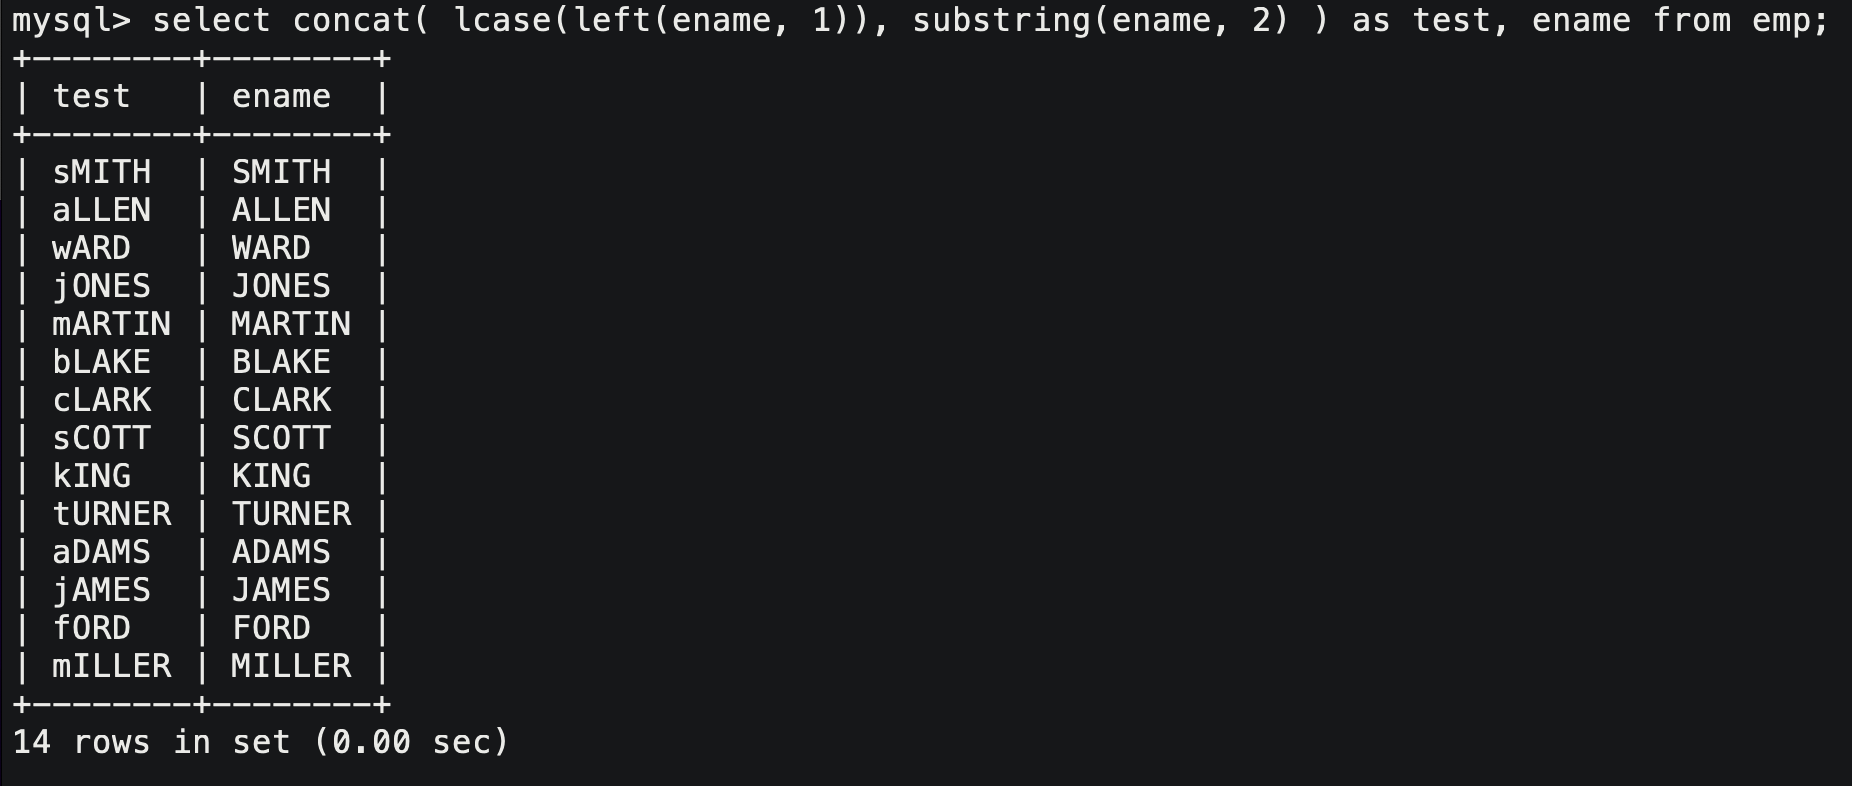 mysql> select concat( lcase(left(ename, 1)), substring(ename, 2) ) as test, ename from emp;
+--------+--------+
| test   | ename  |
+--------+--------+
| sMITH  | SMITH  |
| aLLEN  | ALLEN  |
| wARD   | WARD   |
| jONES  | JONES  |
| mARTIN | MARTIN |
| bLAKE  | BLAKE  |
| cLARK  | CLARK  |
| sCOTT  | SCOTT  |
| kING   | KING   |
| tURNER | TURNER |
| aDAMS  | ADAMS  |
| jAMES  | JAMES  |
| fORD   | FORD   |
| mILLER | MILLER |
+--------+--------+
14 rows in set (0.00 sec)